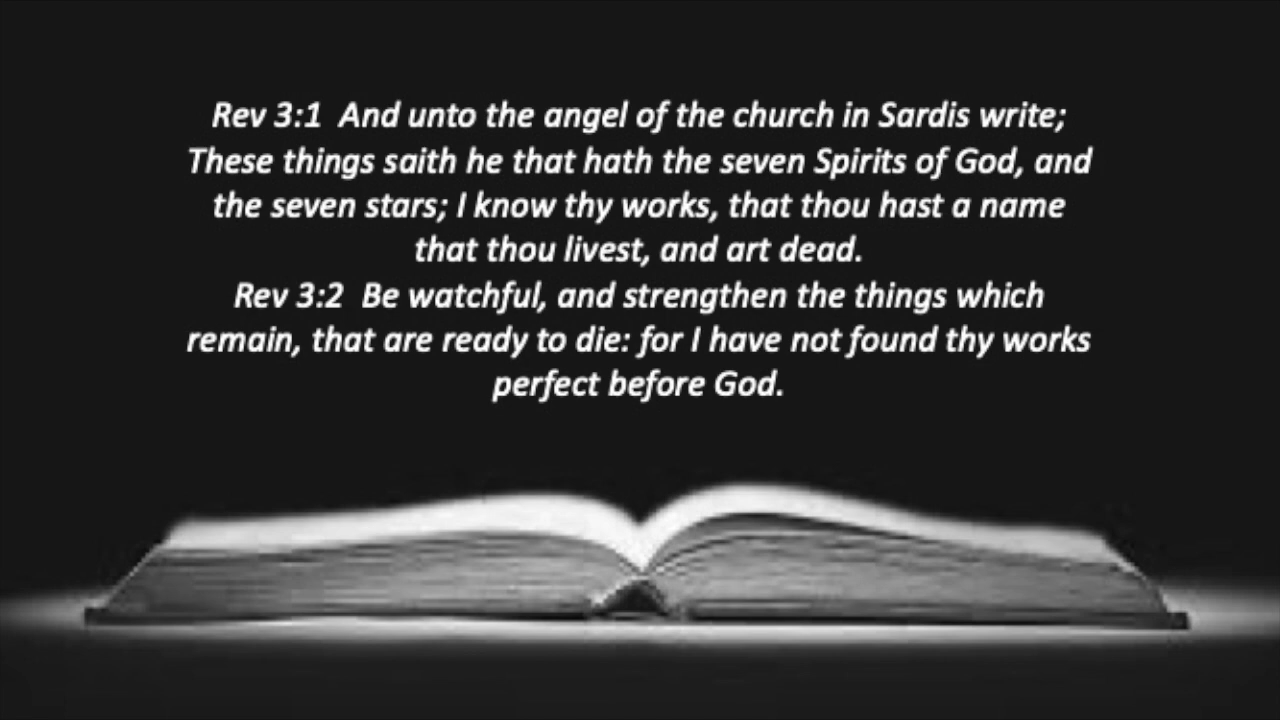 Rev 3:1  And unto the angel of the church in Sardis write;
These things saith he that hath the seven Spirits of God, and
the seven stars; I know thy works, that thou hast a name
that thou livest, and art dead.
Rev 3:2  Be watchful, and strengthen the things which
remain, that are ready to die: for I have not found thy works
perfect before God.